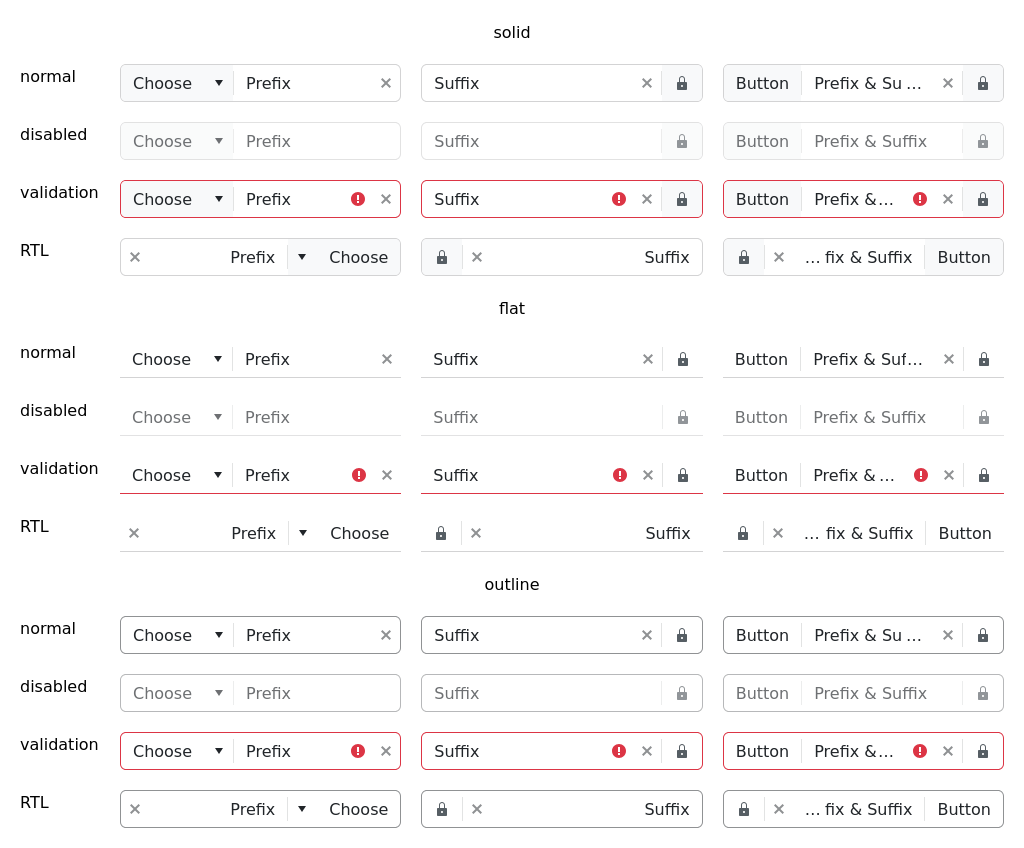 solid
normal Choose Prefix Suffix Button Prefix & Su ...
disabled Choose Prefix Suffix Button Prefix & Suffix
validation Choose Prefix Suffix Button Prefix &...
RTL Prefix Choose Suffix ... fix & Suffix Button
flat
normal Choose Prefix Suffix Button Prefix & Suf...
disabled Choose Prefix Suffix Button Prefix & Suffix
validation Choose Prefix Suffix Button Prefix & ...
RTL Prefix Choose Suffix ... fix & Suffix Button
outline
normal Choose Prefix Suffix Button Prefix & Su ...
disabled Choose Prefix Suffix Button Prefix & Suffix
validation Choose Prefix Suffix Button Prefix &...
RTL Prefix Choose Suffix ... fix & Suffix Button